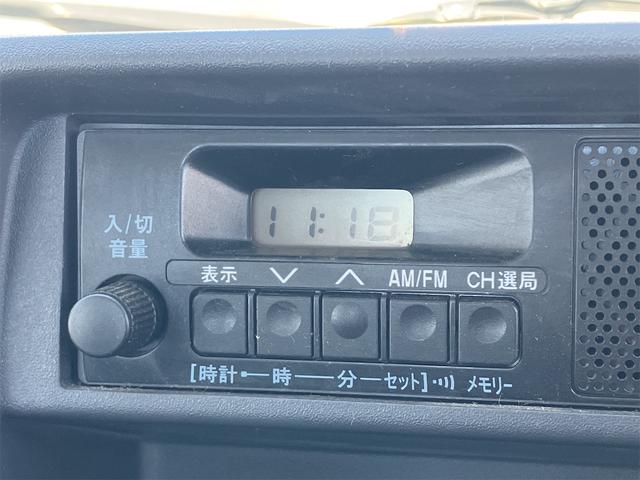 11:18
入/切
音量
表示 ∨ ∧ AM/FM CH選局
[時計 時 分 セット] メモリー